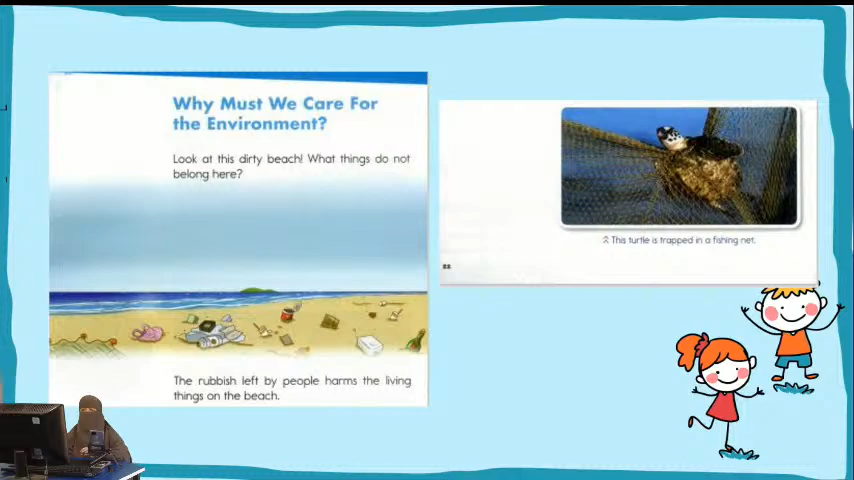 Why Must We Care For
the Environment?
Look at this dirty beach! What things do not
belong here?
The rubbish left by people harms the living
things on the beach.
This turtle is trapped in a fishing net.